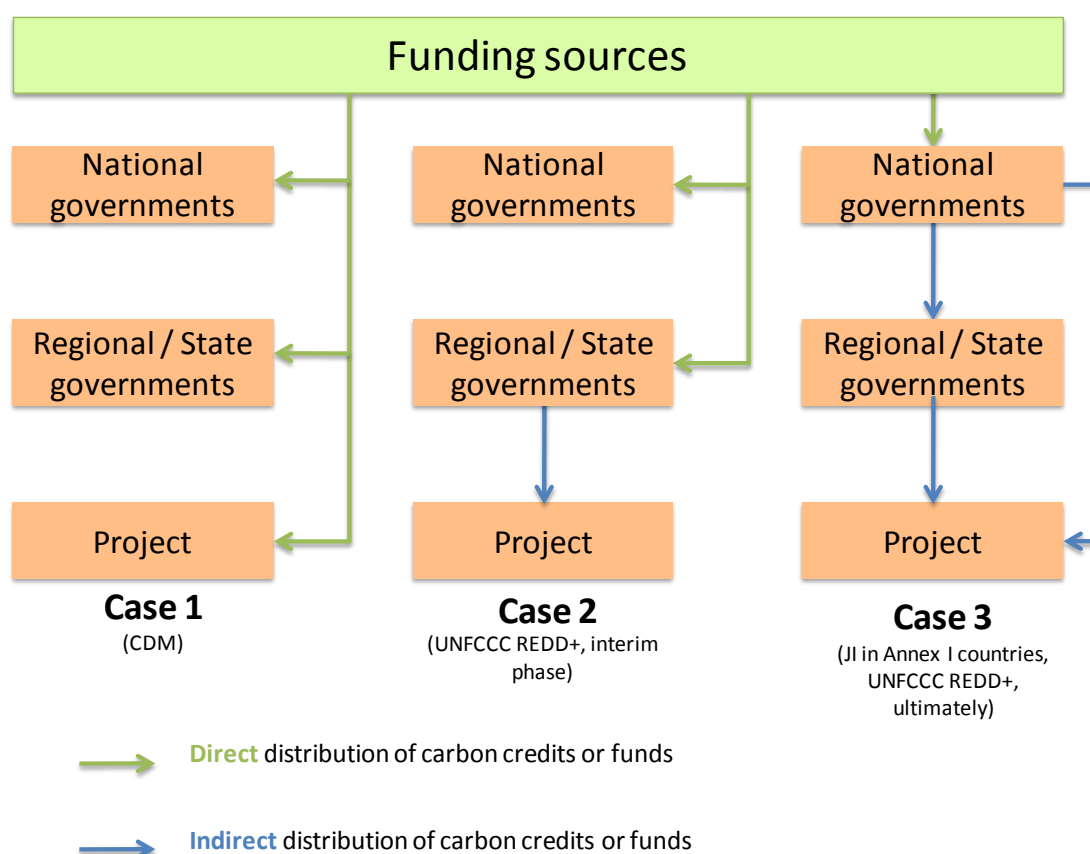 Funding sources
National
governments
National
governments
National
governments
Regional / State
governments
Regional / State
governments
Regional / State
governments
Project
Project
Project
Case 1
(CDM)
Case 2
(UNFCCC REDD+, interim
phase)
Case 3
(JI in Annex I countries,
UNFCCC REDD+,
ultimately)
Direct distribution of carbon credits or funds
Indirect distribution of carbon credits or funds